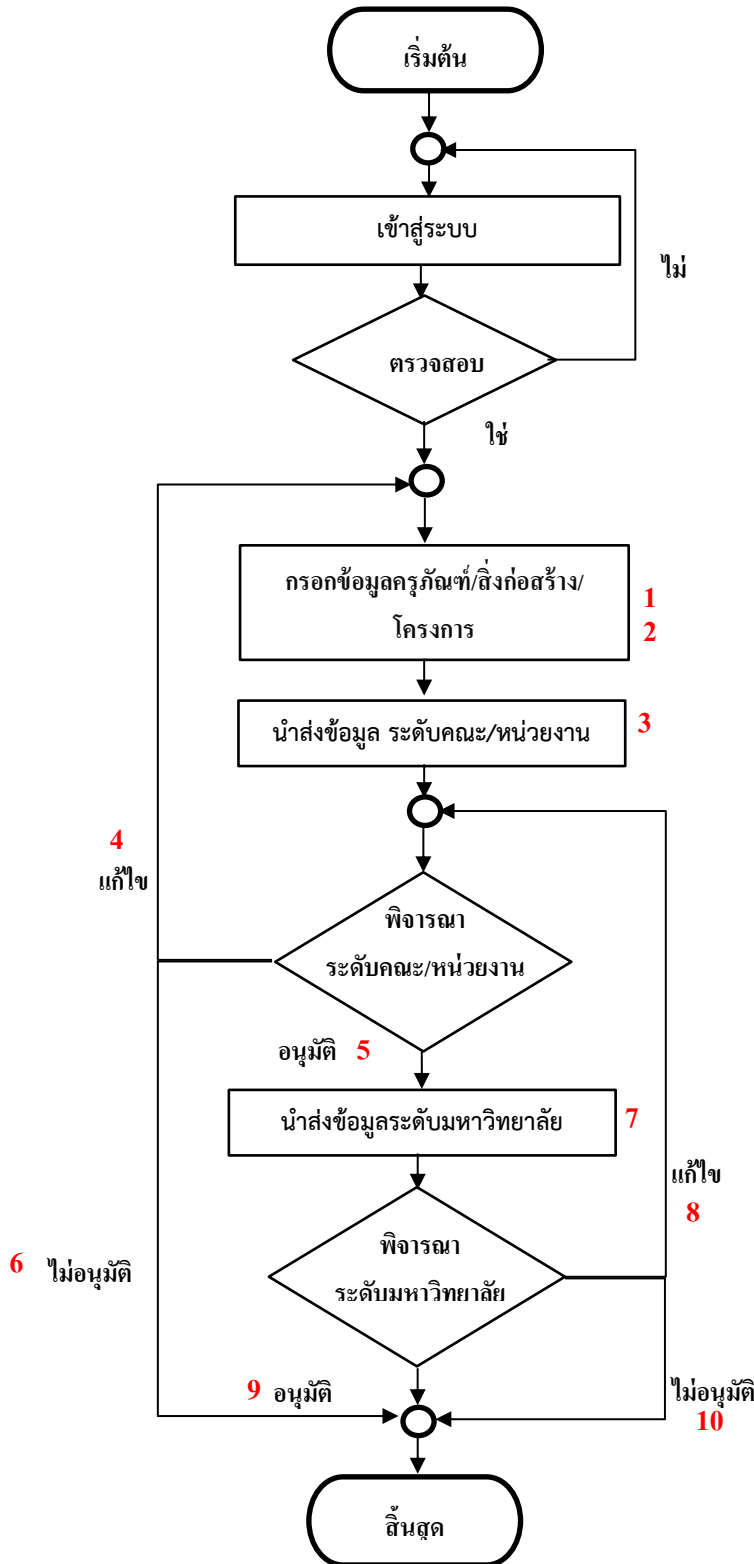 เริ่มต้น
เข้าสู่ระบบ
ไม่
ตรวจสอบ
ใช่
กรอกข้อมูลครุภัณฑ์/สิ่งก่อสร้าง/
โครงการ
1
2
นำส่งข้อมูล ระดับคณะ/หน่วยงาน
3
4
แก้ไข
พิจารณา
ระดับคณะ/หน่วยงาน
อนุมัติ 5
นำส่งข้อมูลระดับมหาวิทยาลัย
7
แก้ไข
8
พิจารณา
ระดับมหาวิทยาลัย
6 ไม่อนุมัติ
9 อนุมัติ
ไม่อนุมัติ
10
สิ้นสุด